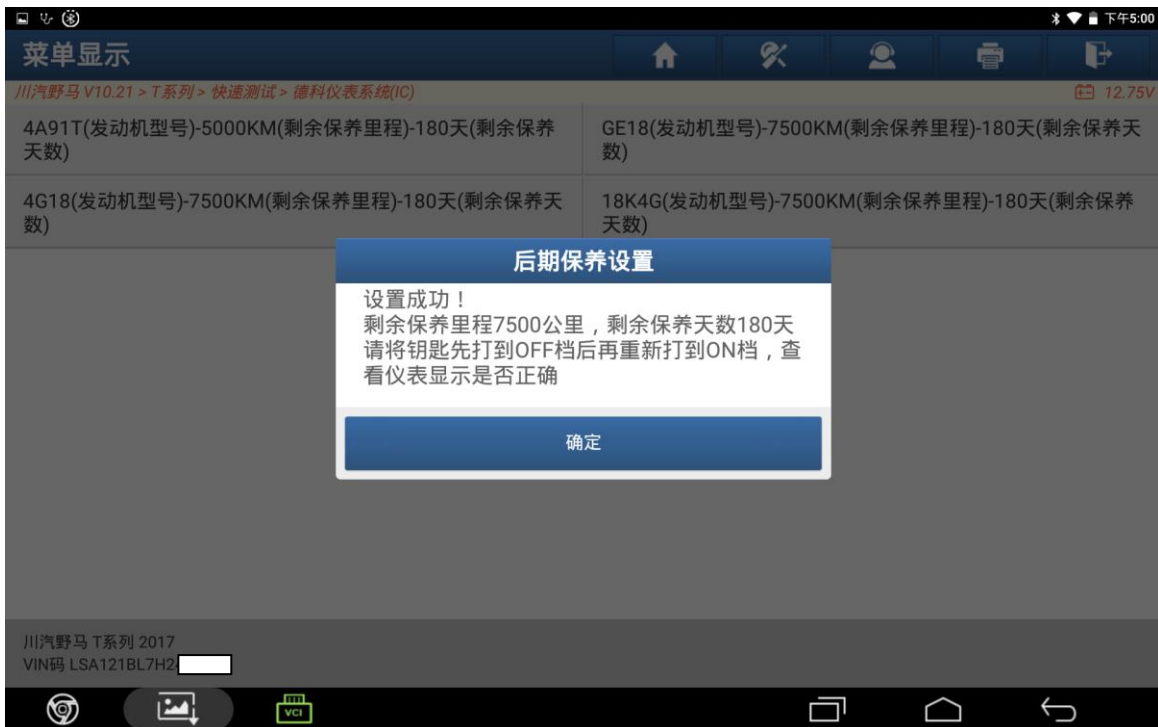 下午5:00
菜单显示
川汽野马 V10.21 > T系列 > 快速测试 > 德科仪表系统(IC)
12.75V
4A91T(发动机型号)-5000KM(剩余保养里程)-180天(剩余保养
天数)
GE18(发动机型号)-7500KM(剩余保养里程)-180天(剩余保养天
数)
4G18(发动机型号)-7500KM(剩余保养里程)-180天(剩余保养天
数)
18K4G(发动机型号)-7500KM(剩余保养里程)-180天(剩余保养
天数)
后期保养设置
设置成功！
剩余保养里程7500公里，剩余保养天数180天
请将钥匙先打到OFF档后再重新打到ON档，查
看仪表显示是否正确
确定
川汽野马 T系列 2017
VIN码 LSA121BL7H2
VCI